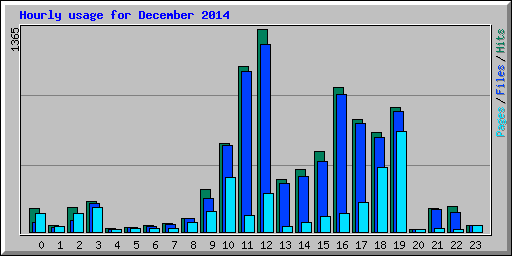 Hourly usage for December 2014
1365
Pages / Files / Hits
0 1 2 3 4 5 6 7 8 9 10 11 12 13 14 15 16 17 18 19 20 21 22 23